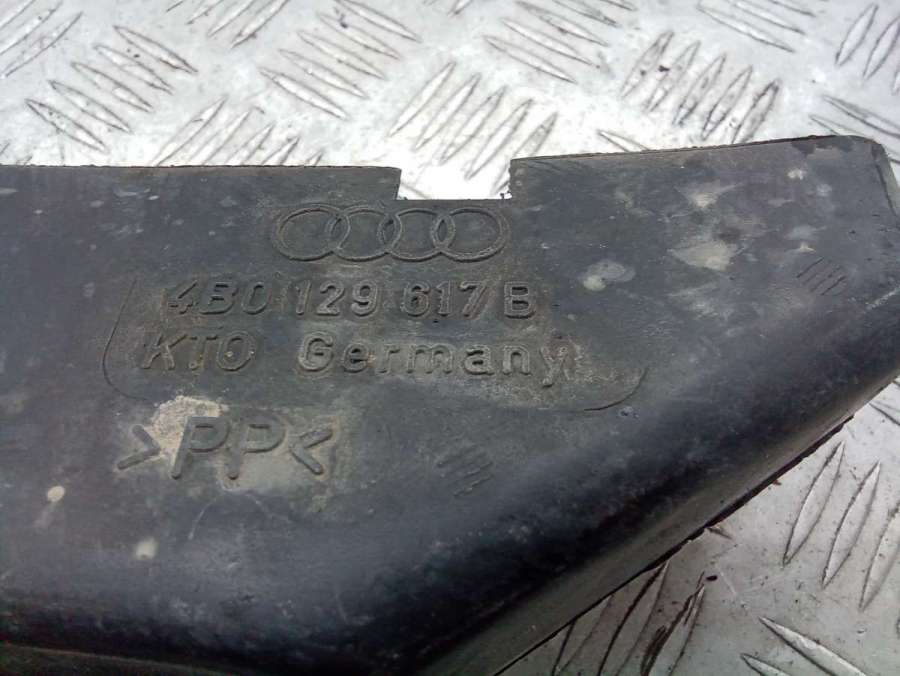 4B0 129 617 B
KTO Germany
>PP<